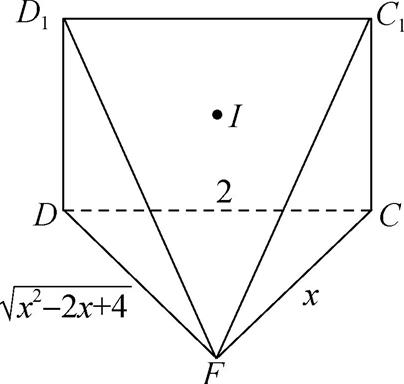 D₁ C₁
I
2
D C
√(x²−2x+4) x
F